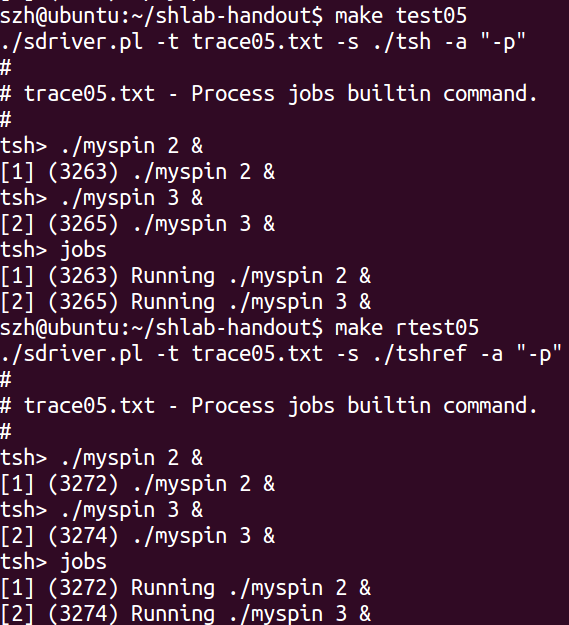 szh@ubuntu:~/shlab-handout$ make test05
./sdriver.pl -t trace05.txt -s ./tsh -a "-p"
#
# trace05.txt - Process jobs builtin command.
#
tsh> ./myspin 2 &
[1] (3263) ./myspin 2 &
tsh> ./myspin 3 &
[2] (3265) ./myspin 3 &
tsh> jobs
[1] (3263) Running ./myspin 2 &
[2] (3265) Running ./myspin 3 &
szh@ubuntu:~/shlab-handout$ make rtest05
./sdriver.pl -t trace05.txt -s ./tshref -a "-p"
#
# trace05.txt - Process jobs builtin command.
#
tsh> ./myspin 2 &
[1] (3272) ./myspin 2 &
tsh> ./myspin 3 &
[2] (3274) ./myspin 3 &
tsh> jobs
[1] (3272) Running ./myspin 2 &
[2] (3274) Running ./myspin 3 &